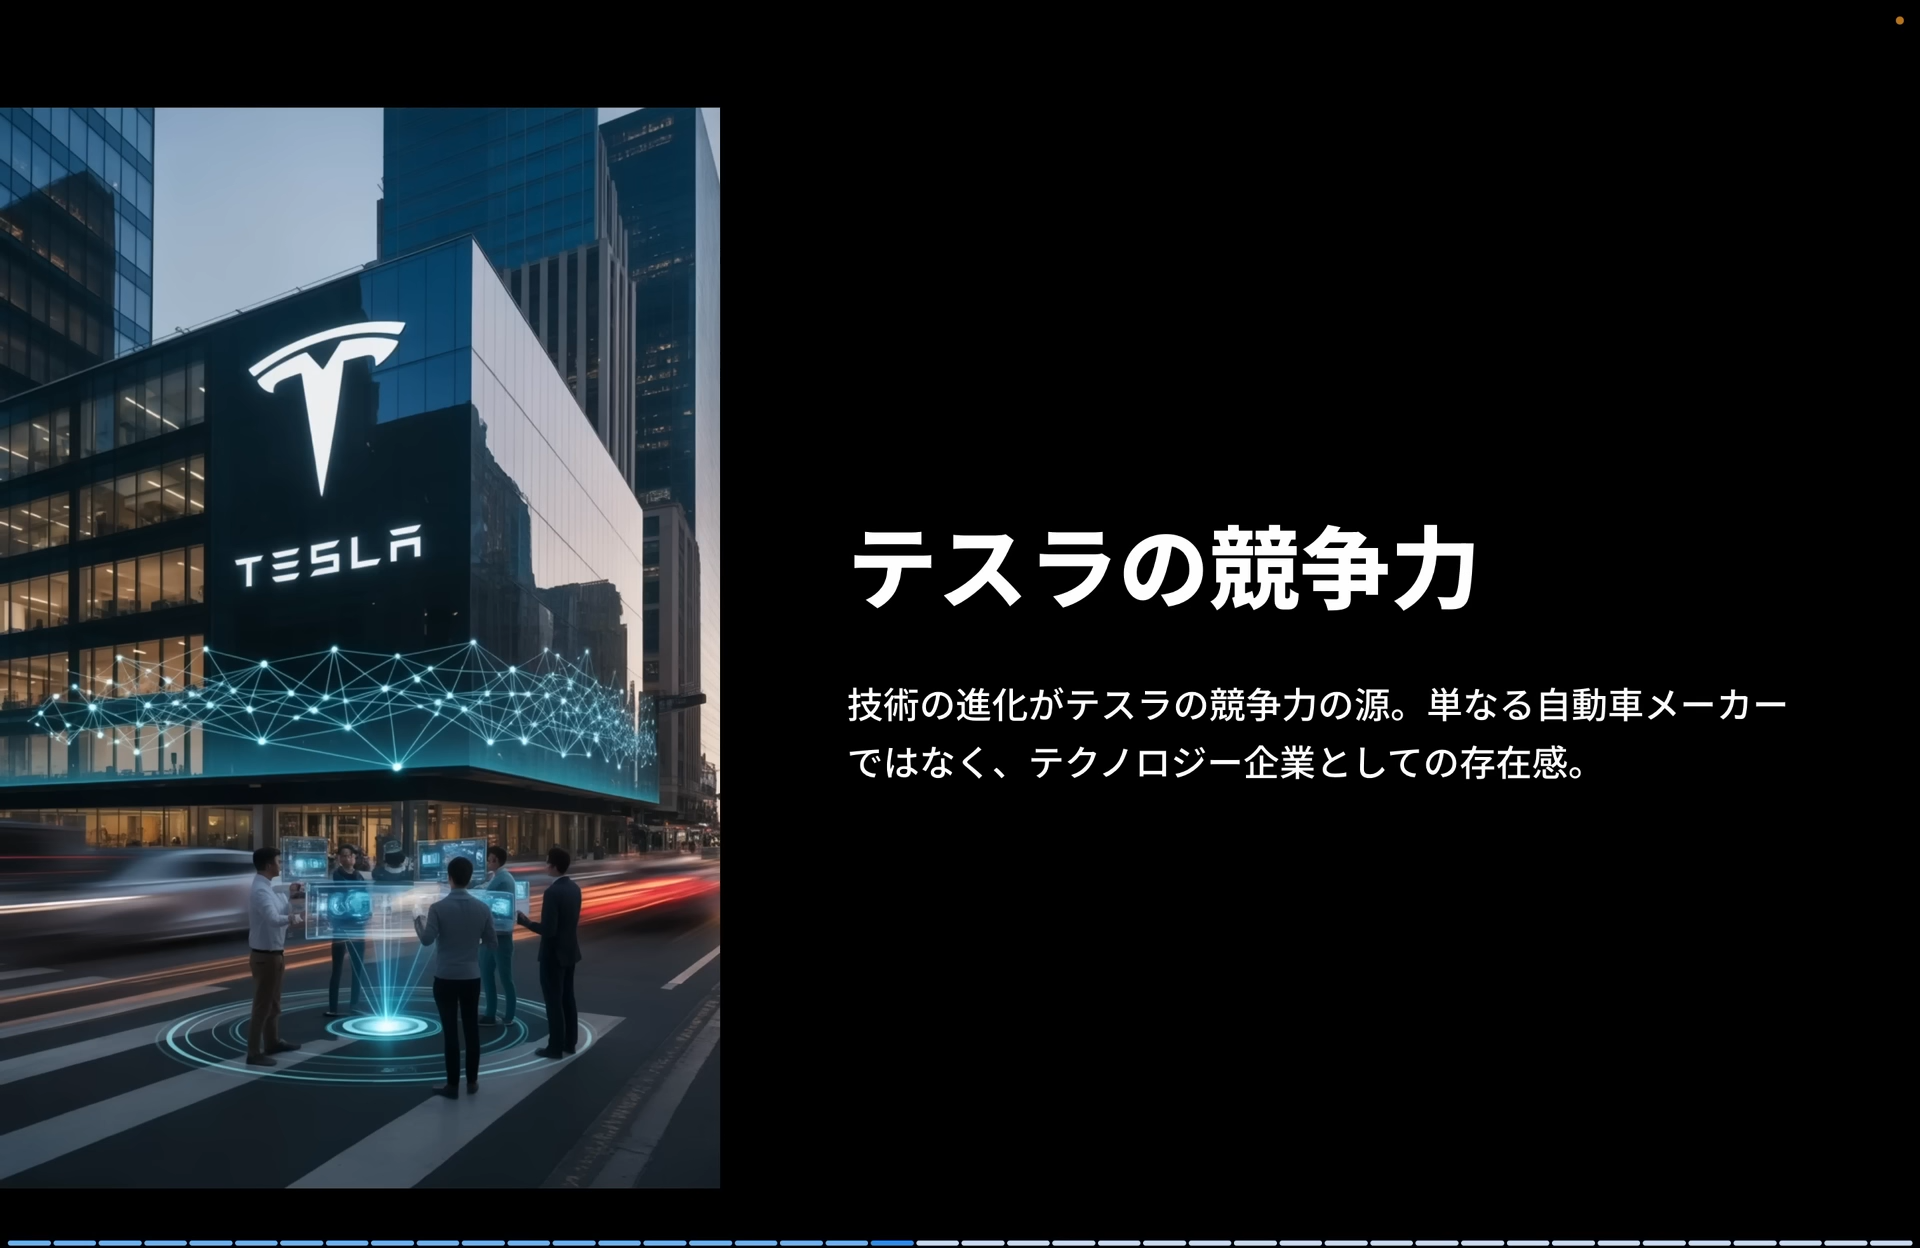 TESLA
テスラの競争力
技術の進化がテスラの競争力の源。単なる自動車メーカー
ではなく、テクノロジー企業としての存在感。